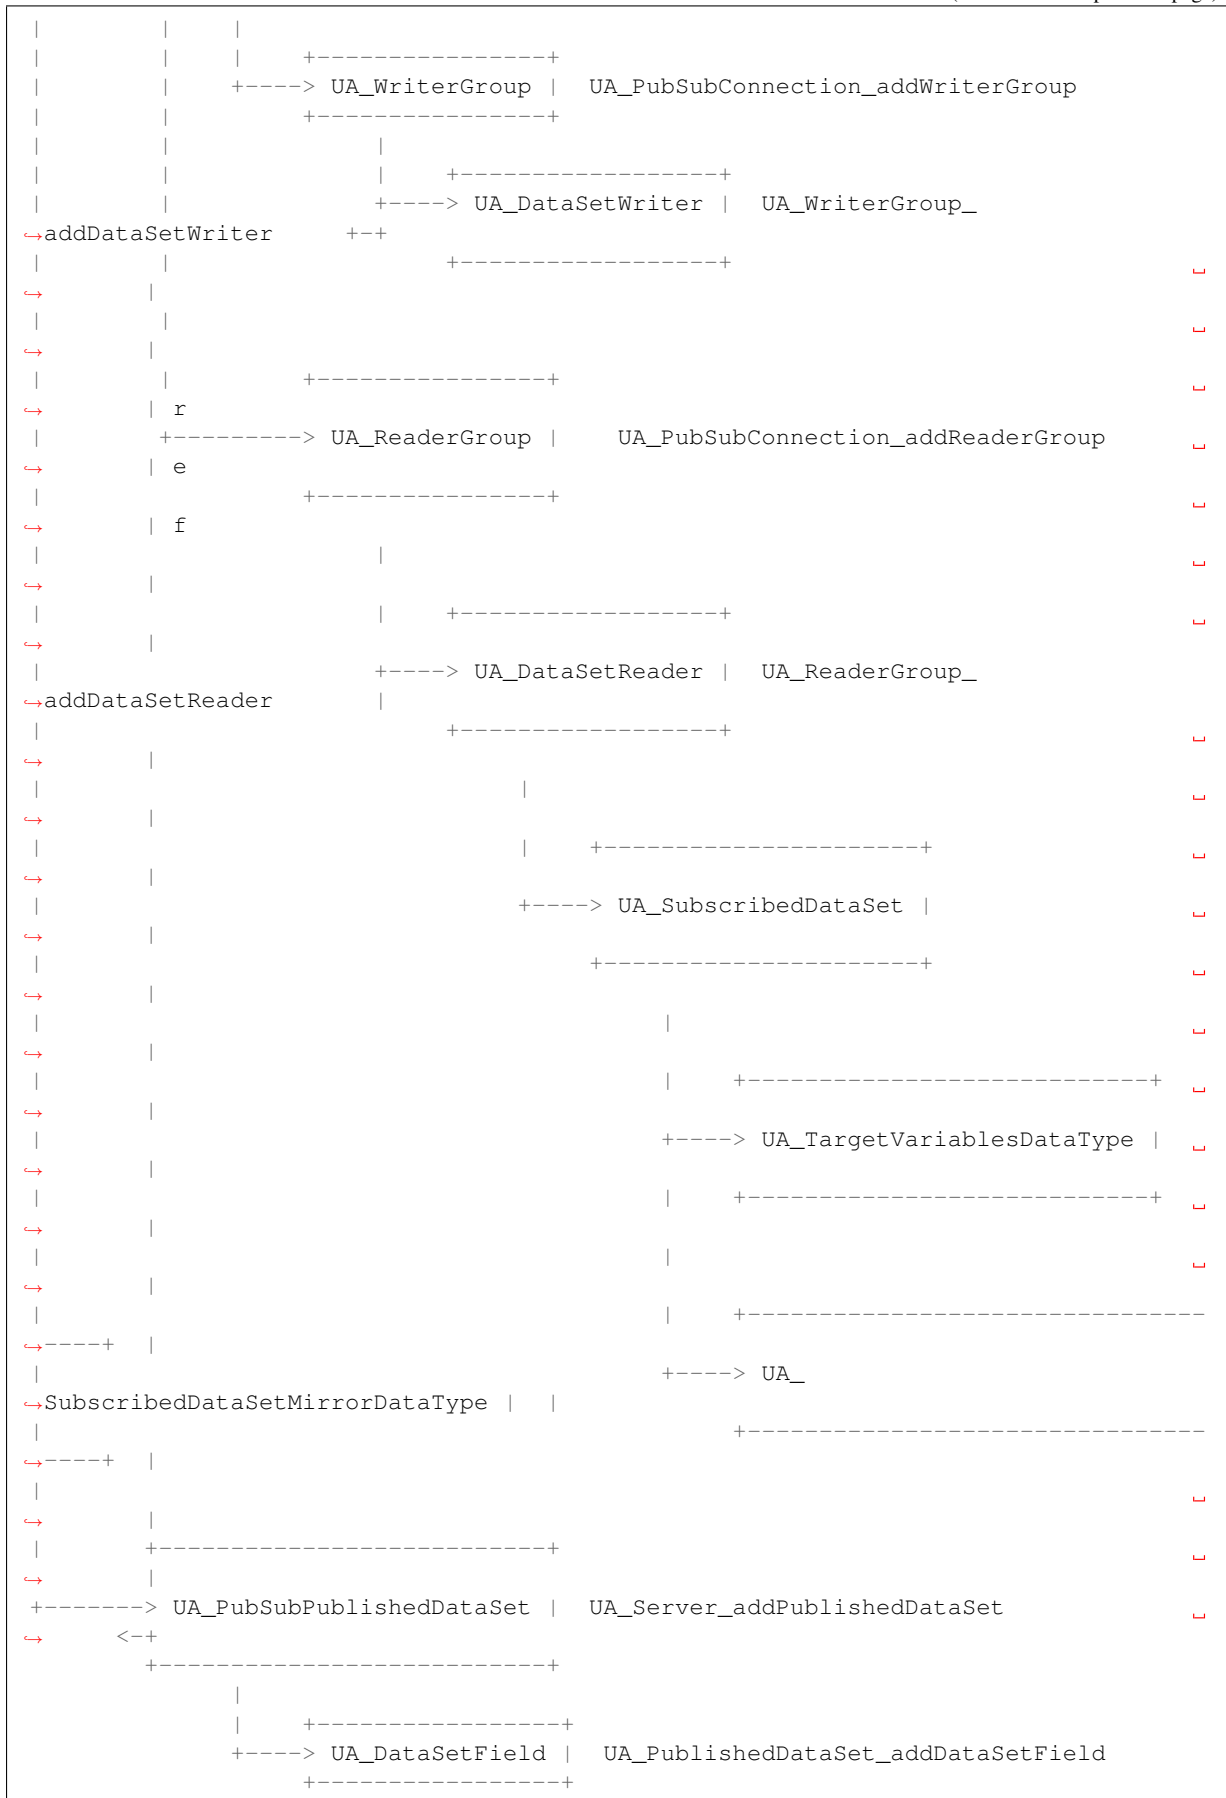 |        |    |
|        |    |    +----------------+
|        |    +----> UA_WriterGroup |  UA_PubSubConnection_addWriterGroup
|        |         +----------------+
|        |              |
|        |              |    +------------------+
|        |              +----> UA_DataSetWriter |  UA_WriterGroup_
↪addDataSetWriter     +-+
|        |                   +------------------+                                ␣
↪       |
|        |                                                                       ␣
↪       |
|        |         +----------------+                                            ␣
↪       | r
|        +---------> UA_ReaderGroup |    UA_PubSubConnection_addReaderGroup      ␣
↪       | e
|                  +----------------+                                            ␣
↪       | f
|                       |                                                        ␣
↪       |
|                       |    +------------------+                                ␣
↪       |
|                       +----> UA_DataSetReader |  UA_ReaderGroup_
↪addDataSetReader       |
|                            +------------------+                                ␣
↪       |
|                                 |                                              ␣
↪       |
|                                 |    +----------------------+                  ␣
↪       |
|                                 +----> UA_SubscribedDataSet |                  ␣
↪       |
|                                      +----------------------+                  ␣
↪       |
|                                           |                                    ␣
↪       |
|                                           |    +----------------------------+  ␣
↪       |
|                                           +----> UA_TargetVariablesDataType |  ␣
↪       |
|                                           |    +----------------------------+  ␣
↪       |
|                                           |                                    ␣
↪       |
|                                           |    +--------------------------------
↪----+  |
|                                           +----> UA_
↪SubscribedDataSetMirrorDataType |  |
|                                                +--------------------------------
↪----+  |
|                                                                                ␣
↪       |
|       +---------------------------+                                            ␣
↪       |
+-------> UA_PubSubPublishedDataSet |  UA_Server_addPublishedDataSet             ␣
↪     <-+
        +---------------------------+
              |
              |    +-----------------+
              +----> UA_DataSetField |  UA_PublishedDataSet_addDataSetField
                   +-----------------+